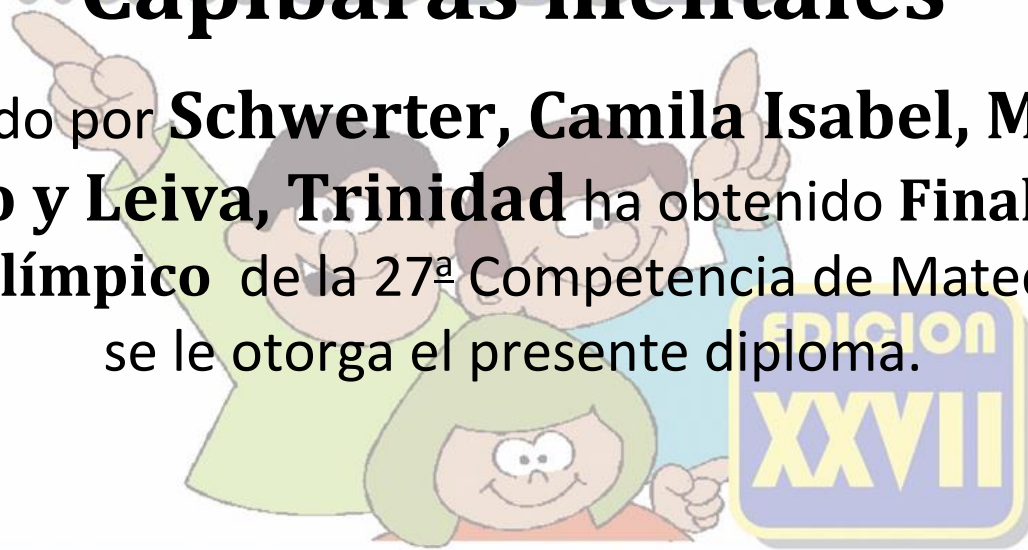 Capibaras mentales
do por Schwerter, Camila Isabel, M
o y Leiva, Trinidad ha obtenido Final
límpico de la 27ª Competencia de Mate
se le otorga el presente diploma.
EDICION
XXVII